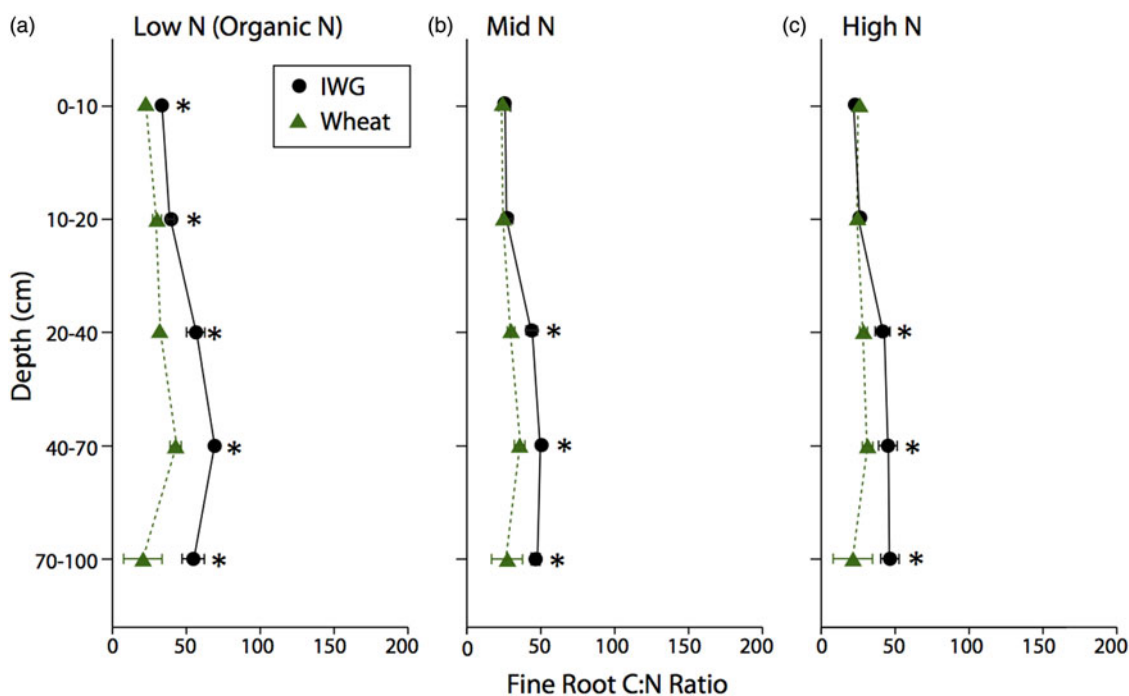 (a) Low N (Organic N)
(b) Mid N
(c) High N
IWG
Wheat
0-10
*
10-20
*
20-40
* * *
40-70
* * *
70-100
* * *
Depth (cm)
0 50 100 150 200
0 50 100 150 200
0 50 100 150 200
Fine Root C:N Ratio